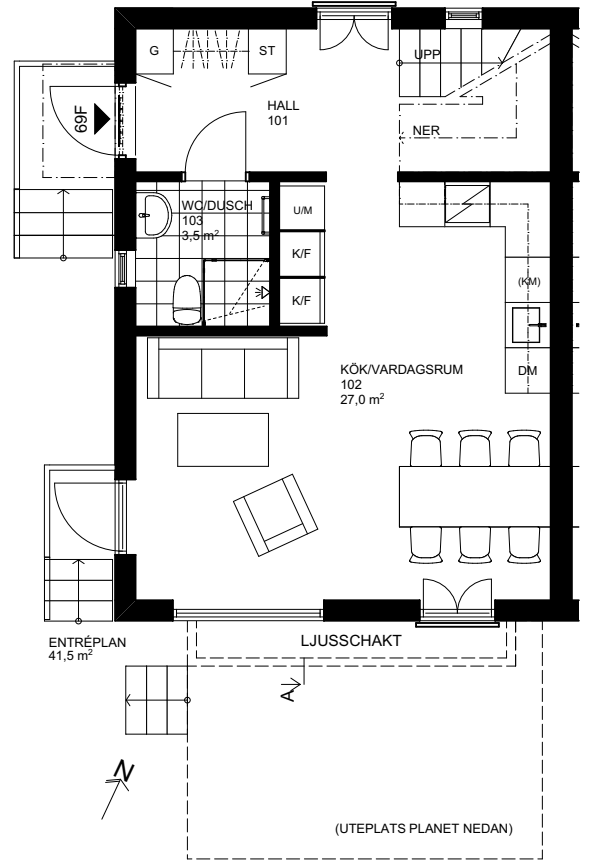 G
ST
UPP
69F
HALL
101
NER
WC/DUSCH
103
3,5 m²
U/M
K/F
K/F
(KM)
KÖK/VARDAGSRUM
102
27,0 m²
DM
ENTRÉPLAN
41,5 m²
LJUSSCHAKT
A
N
(UTEPLATS PLANET NEDAN)